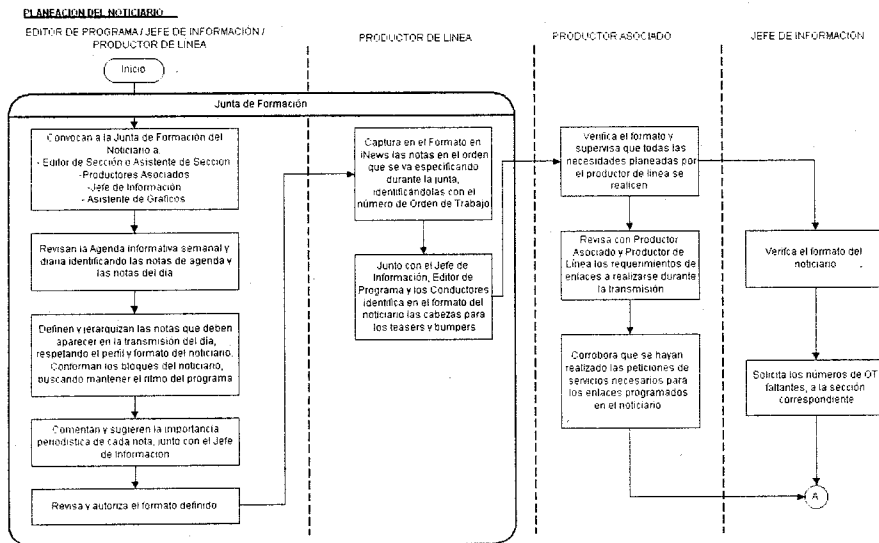 PLANEACION DEL NOTICIARIO
EDITOR DE PROGRAMA / JEFE DE INFORMACIÓN /
PRODUCTOR DE LINEA
PRODUCTOR DE LINEA
PRODUCTOR ASOCIADO
JEFE DE INFORMACIÓN
Inicio
Junta de Formación
Convocan a la Junta de Formación del
Noticiario a:
- Editor de Sección o Asistente de Sección
-Productores Asociados
- Jefe de Información
- Asistente de Gráficos
Revisan la Agenda informativa semanal y
diaria identificando las notas de agenda y
las notas del día
Definen y jerarquizan las notas que deben
aparecer en la transmisión del día,
respetando el perfil y formato del noticiario.
Conforman los bloques del noticiario,
buscando mantener el ritmo del programa
Comentan y sugieren la importancia
periodística de cada nota, junto con el Jefe
de Información
Revisa y autoriza el formato definido
Captura en el Formato en
iNews las notas en el orden
que se va especificando
durante la junta,
identificándolas con el
número de Orden de Trabajo
Junto con el Jefe de
Información, Editor de
Programa y los Conductores
identifica en el formato del
noticiario las cabezas para
los teasers y bumpers
Verifica el formato y
supervisa que todas las
necesidades planeadas por
el productor de línea se
realicen
Revisa con Productor
Asociado y Productor de
Línea los requerimientos de
enlaces a realizarse durante
la transmisión
Corrobora que se hayan
realizado las peticiones de
servicios necesarios para
los enlaces programados
en el noticiario
Verifca el formato del
noticiario
Solicita los números de OT
faltantes, a la sección
correspondiente
A